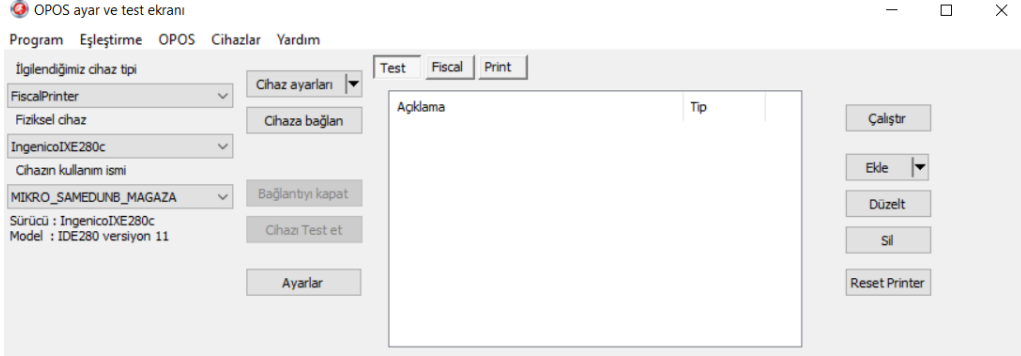 OPOS ayar ve test ekranı
Program Eşleştirme OPOS Cihazlar Yardım
İlgilendiğimiz cihaz tipi
FiscalPrinter
Fiziksel cihaz
IngenicoIXE280c
Cihazın kullanım ismi
MIKRO_SAMEDUNB_MAGAZA
Sürücü : IngenicoIXE280c
Model : IDE280 versiyon 11
Cihaz ayarları
Cihaza bağlan
Bağlantıyı kapat
Cihazı Test et
Ayarlar
Test Fiscal Print
Açıklama Tip
Çalıştır
Ekle
Düzelt
Sil
Reset Printer